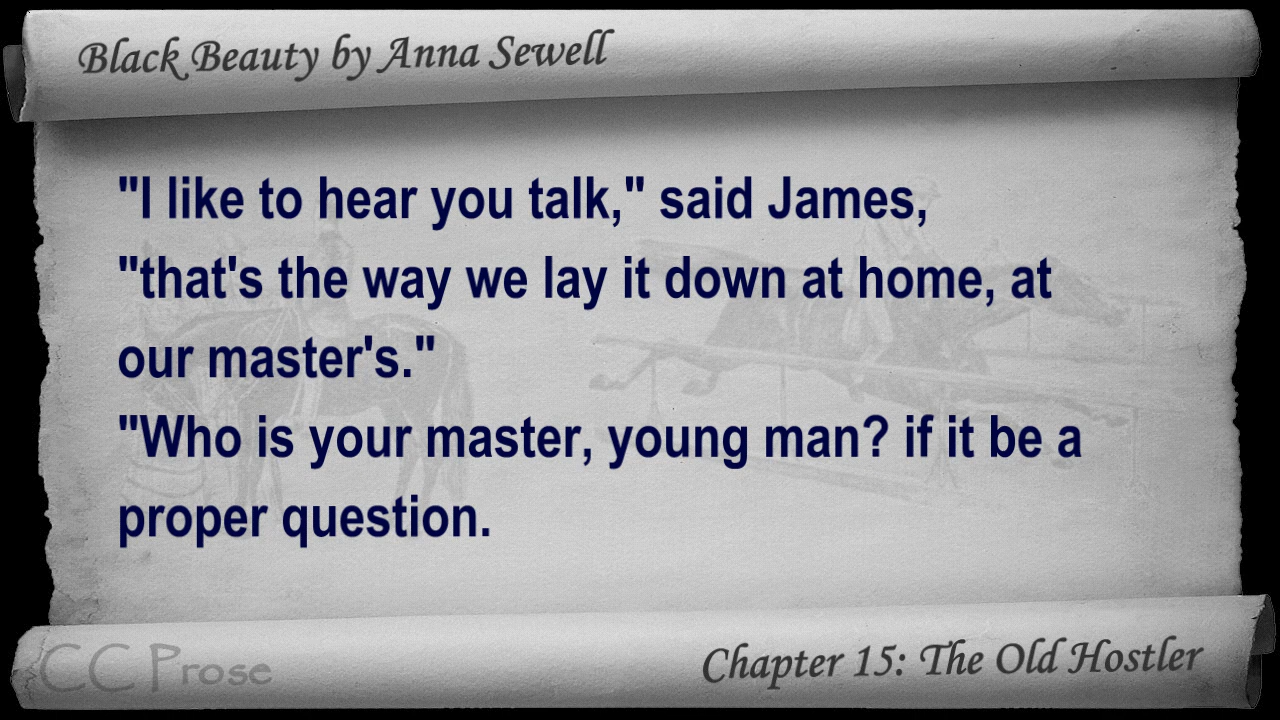 Black Beauty by Anna Sewell
"I like to hear you talk," said James,
"that's the way we lay it down at home, at
our master's."
"Who is your master, young man? if it be a
proper question.
CC Prose
Chapter 15: The Old Hostler